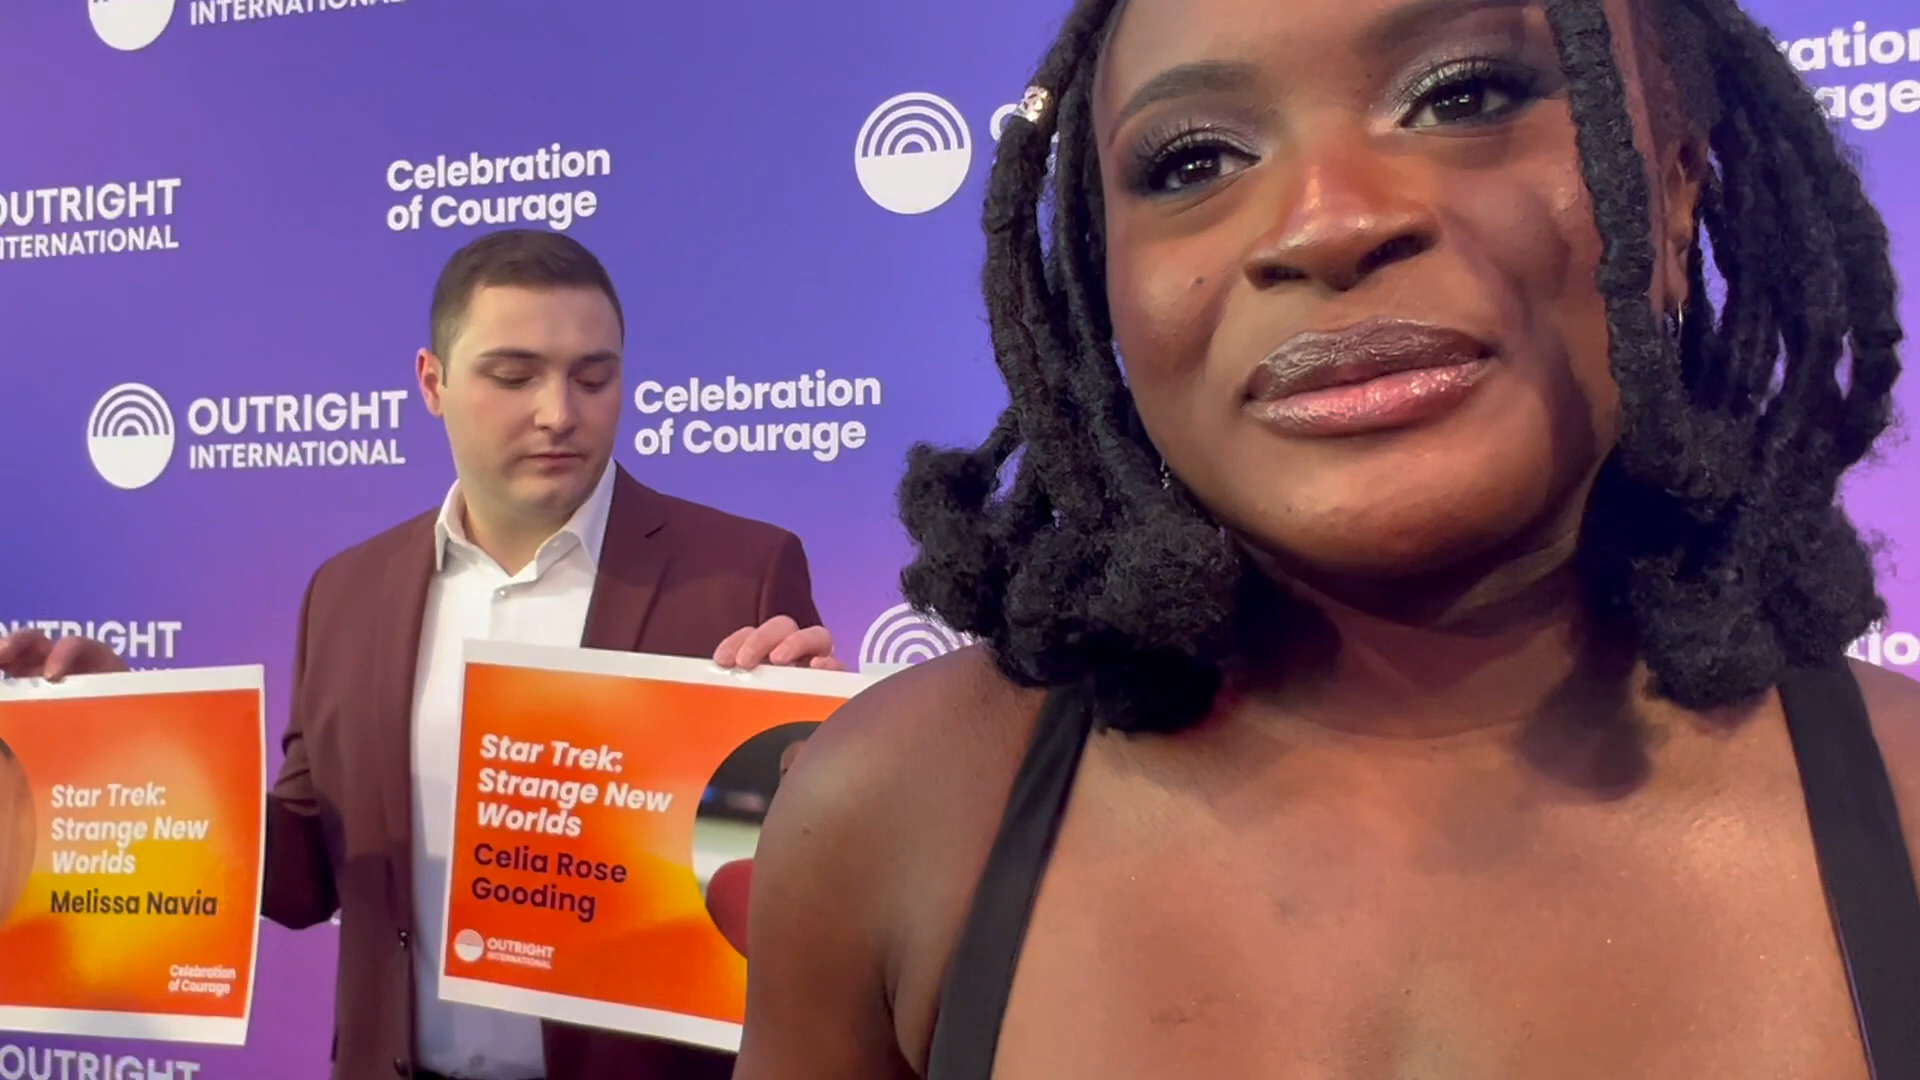 INTERNATIONAL
Celebration
of Courage
OUTRIGHT
INTERNATIONAL
OUTRIGHT
INTERNATIONAL
Celebration
of Courage
OUTRIGHT
Star Trek:
Strange New
Worlds
Melissa Navia
Celebration
of Courage
Star Trek:
Strange New
Worlds
Celia Rose
Gooding
OUTRIGHT
INTERNATIONAL
OUTRIGHT